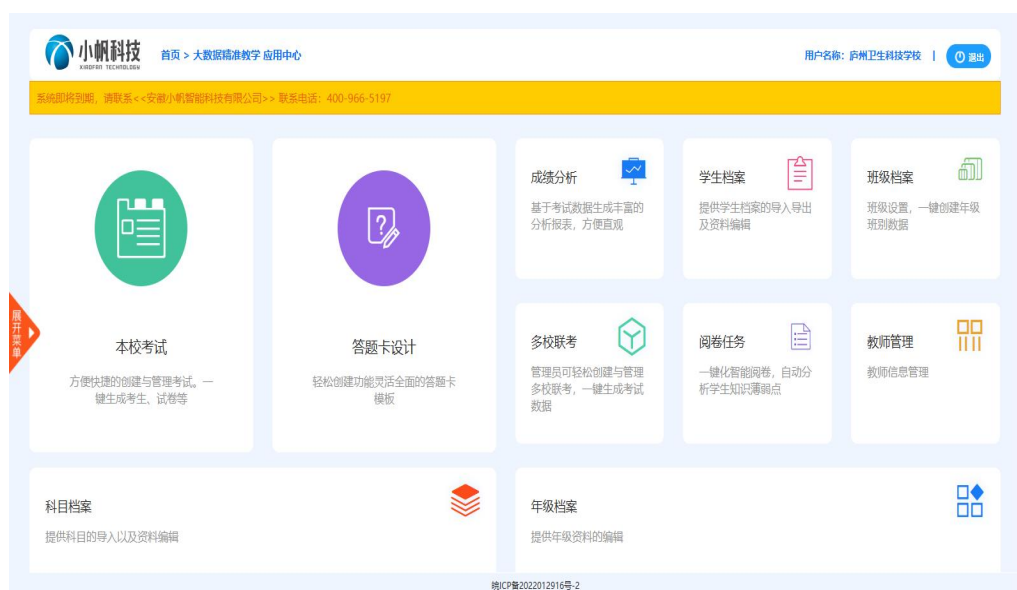 小帆科技
XIAOFAN TECHNOLOGY
首页 > 大数据精准教学 应用中心
用户名称：庐州卫生科技学校 | 退出
系统即将到期，请联系<<安徽小帆智能科技有限公司>> 联系电话：400-966-5197
展开菜单
本校考试
方便快捷的创建与管理考试。一
键生成考生、试卷等
答题卡设计
轻松创建功能灵活全面的答题卡
模板
成绩分析
基于考试数据生成丰富的
分析报表，方便直观
学生档案
提供学生档案的导入导出
及资料编辑
班级档案
班级设置，一键创建年级
班别数据
多校联考
管理员可轻松创建与管理
多校联考，一键生成考试
数据
阅卷任务
一键化智能阅卷，自动分
析学生知识薄弱点
教师管理
教师信息管理
科目档案
提供科目的导入以及资料编辑
年级档案
提供年级资料的编辑
皖ICP备2022012916号-2